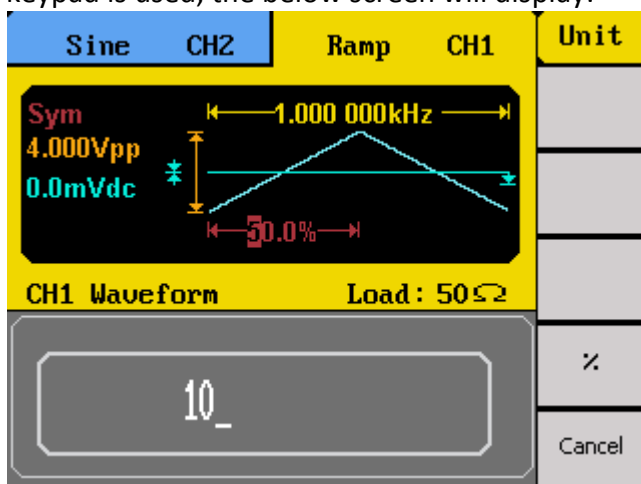 keypad is used, the below screen will display.
Sine CH2 Ramp CH1 Unit
Sym 1.000 000kHz
4.000Vpp
0.0mVdc
50.0%
CH1 Waveform Load: 50Ω
%
10_
Cancel